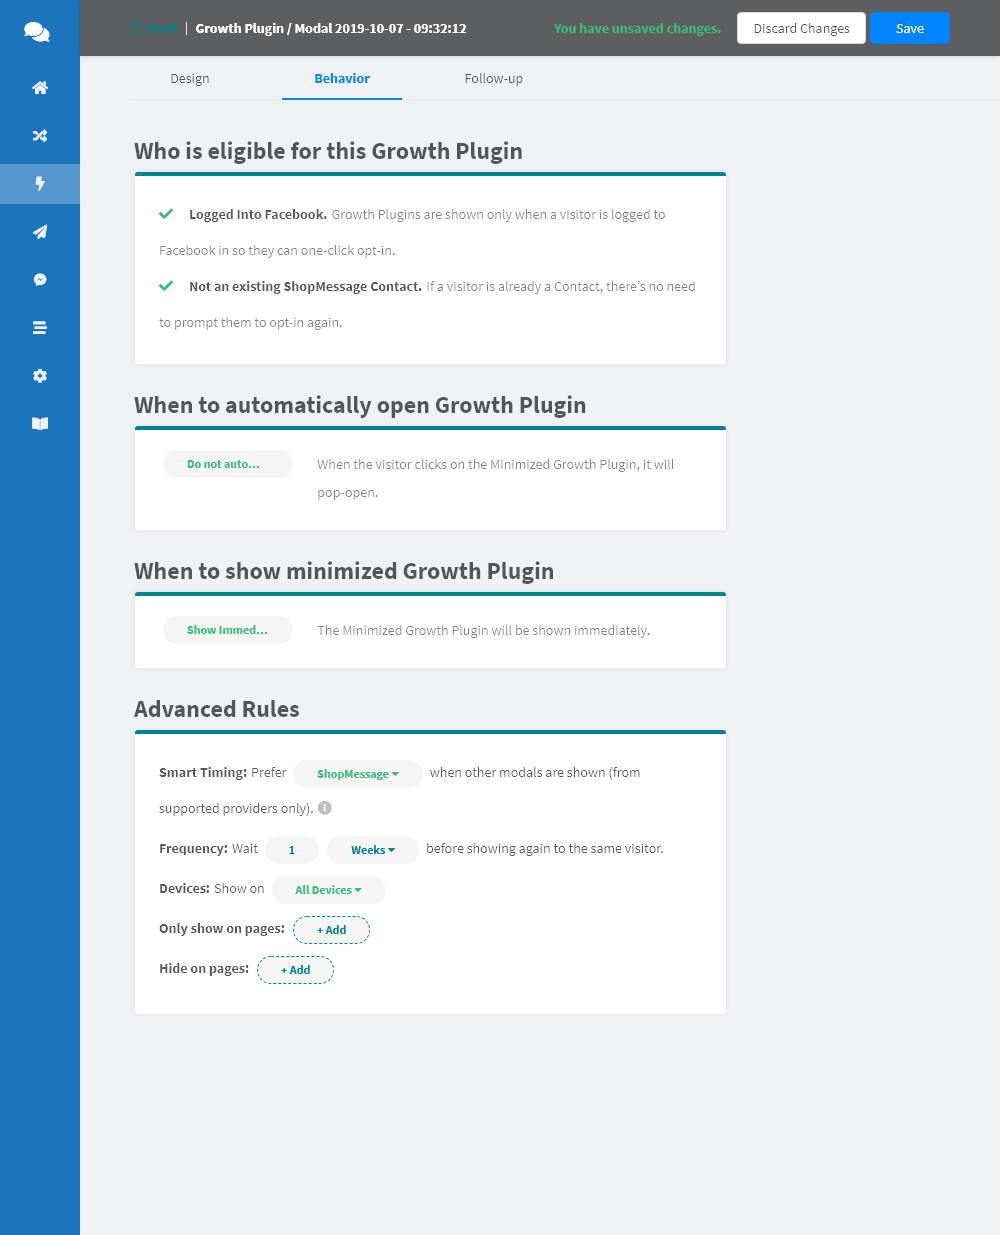 Draft | Growth Plugin / Modal 2019-10-07 - 09:32:12 You have unsaved changes. Discard Changes Save
Design Behavior Follow-up
Who is eligible for this Growth Plugin
Logged Into Facebook. Growth Plugins are shown only when a visitor is logged to
Facebook in so they can one-click opt-in.
Not an existing ShopMessage Contact. If a visitor is already a Contact, there's no need
to prompt them to opt-in again.
When to automatically open Growth Plugin
Do not auto... When the visitor clicks on the Minimized Growth Plugin, it will
pop-open.
When to show minimized Growth Plugin
Show Immed... The Minimized Growth Plugin will be shown immediately.
Advanced Rules
Smart Timing: Prefer ShopMessage when other modals are shown (from
supported providers only).
Frequency: Wait 1 Weeks before showing again to the same visitor.
Devices: Show on All Devices
Only show on pages: + Add
Hide on pages: + Add